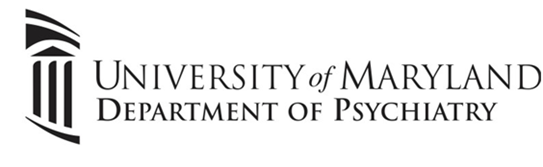 UNIVERSITY of MARYLAND
DEPARTMENT OF PSYCHIATRY